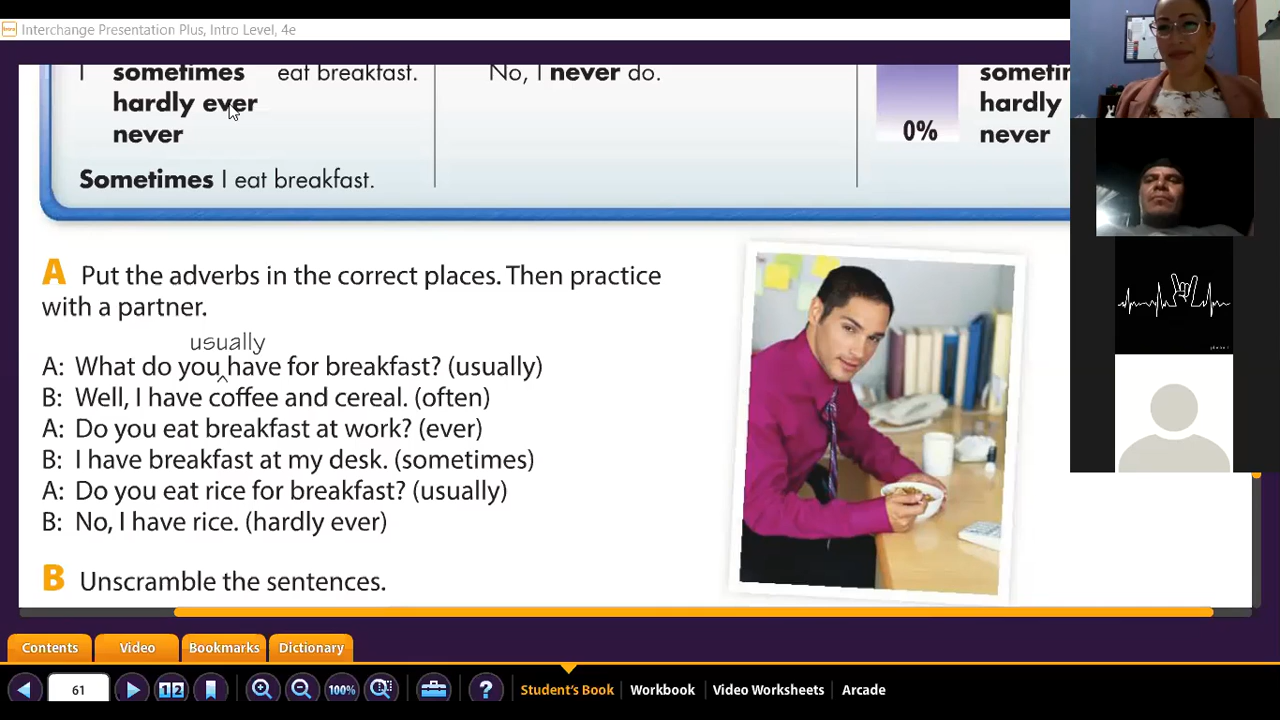 Interchange Presentation Plus, Intro Level, 4e
I sometimes eat breakfast.
hardly ever
never
Sometimes I eat breakfast.
No, I never do.
0%
hardly
never
A Put the adverbs in the correct places. Then practice
with a partner.
usually
A: What do you ^ have for breakfast? (usually)
B: Well, I have coffee and cereal. (often)
A: Do you eat breakfast at work? (ever)
B: I have breakfast at my desk. (sometimes)
A: Do you eat rice for breakfast? (usually)
B: No, I have rice. (hardly ever)
B Unscramble the sentences.
Contents Video Bookmarks Dictionary
61 12 100% ? Student's Book Workbook Video Worksheets Arcade